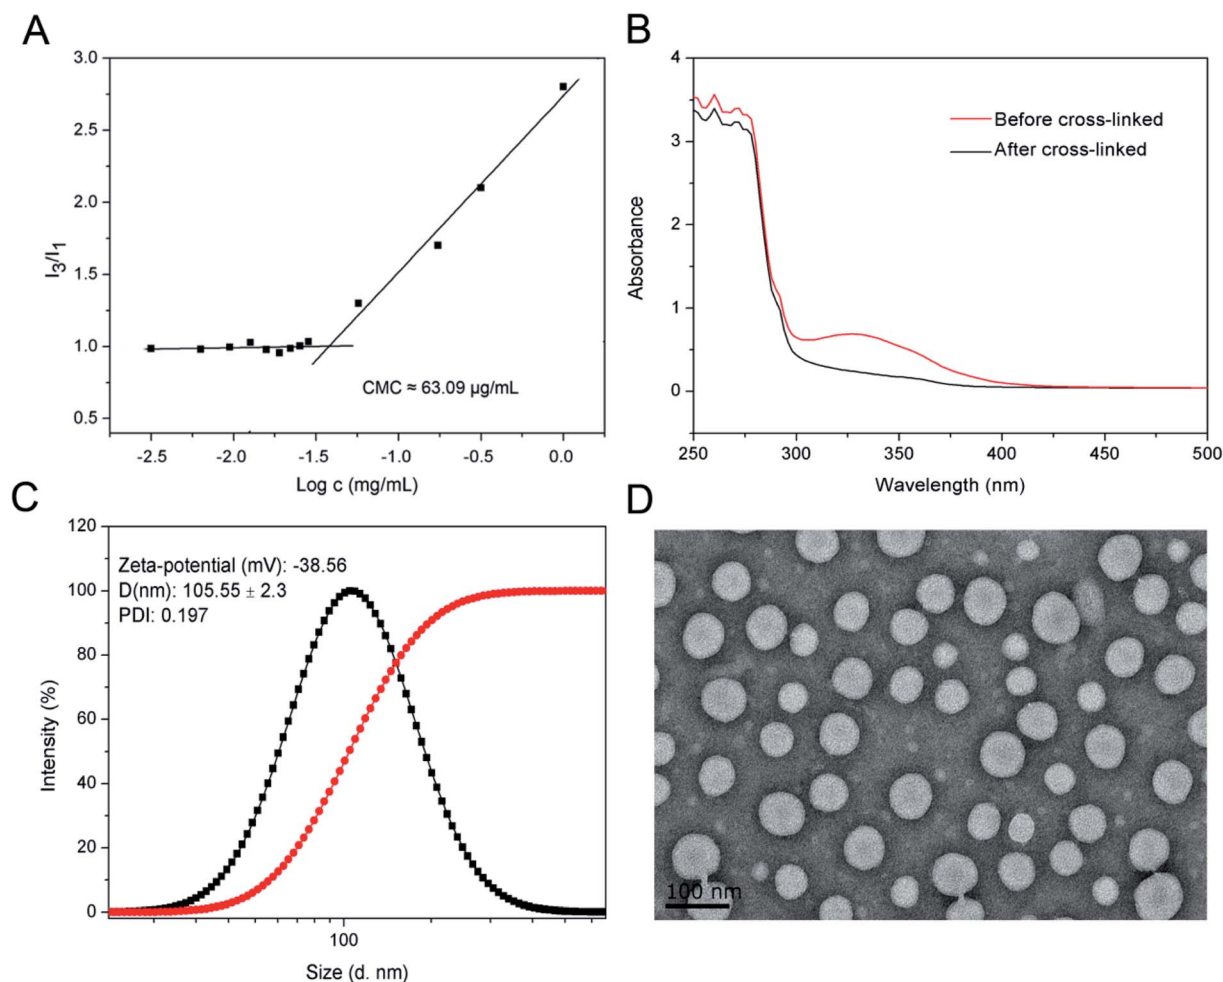 A
3.0
2.5
2.0
1.5
1.0
0.5
I3/I1
CMC ≈ 63.09 µg/mL
-2.5
-2.0
-1.5
-1.0
-0.5
0.0
Log c (mg/mL)
B
4
3
2
1
0
Absorbance
Before cross-linked
After cross-linked
250
300
350
400
450
500
Wavelength (nm)
C
120
100
80
60
40
20
0
Intensity (%)
Zeta-potential (mV): -38.56
D(nm): 105.55 ± 2.3
PDI: 0.197
100
Size (d. nm)
D
100 nm